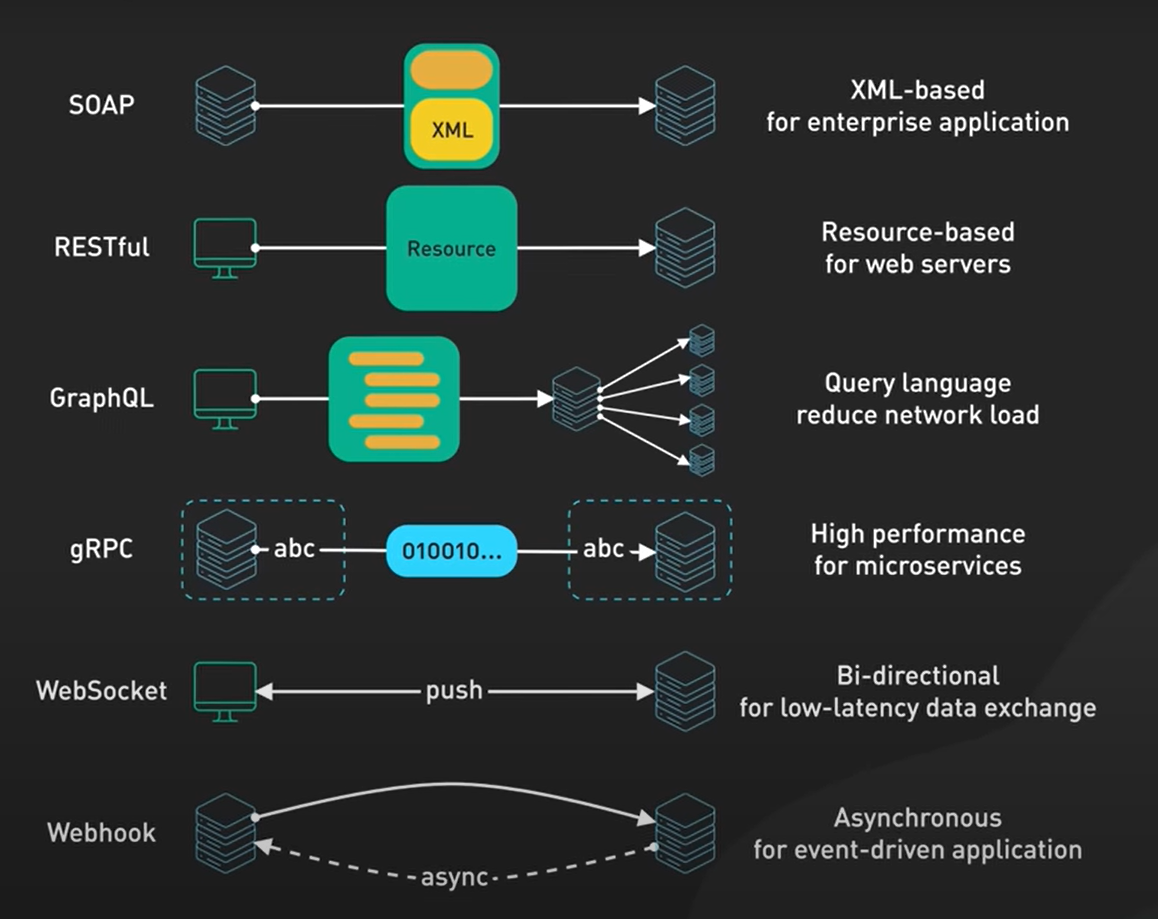 SOAP
XML
XML-based
for enterprise application
RESTful
Resource
Resource-based
for web servers
GraphQL
Query language
reduce network load
gRPC
abc
010010...
abc
High performance
for microservices
WebSocket
push
Bi-directional
for low-latency data exchange
Webhook
async
Asynchronous
for event-driven application